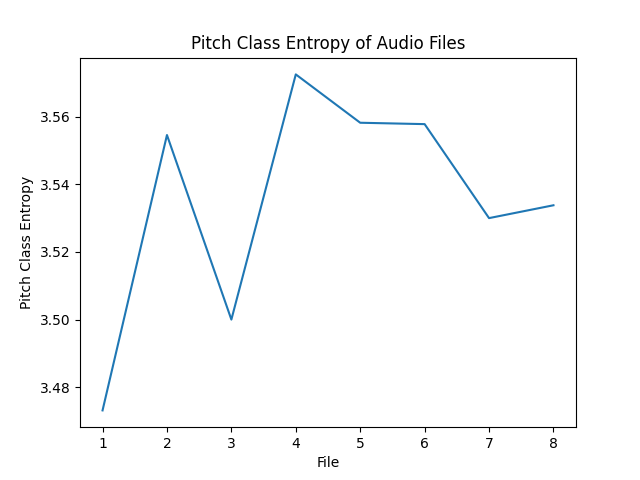 Pitch Class Entropy of Audio Files
Pitch Class Entropy
3.56
3.54
3.52
3.50
3.48
1 2 3 4 5 6 7 8
File